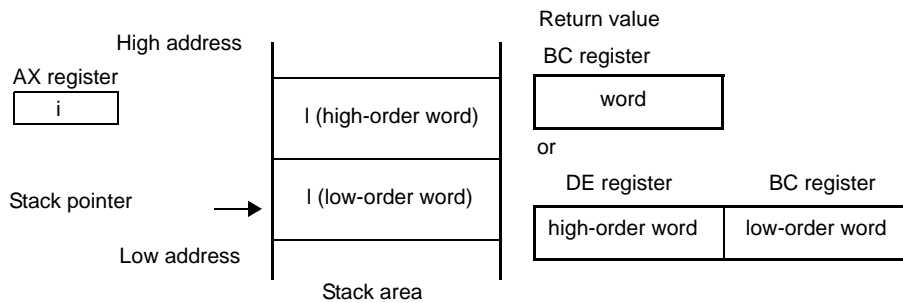 High address
AX register
i
l (high-order word)
Stack pointer
l (low-order word)
Low address
Stack area
Return value
BC register
word
or
DE register
BC register
high-order word
low-order word